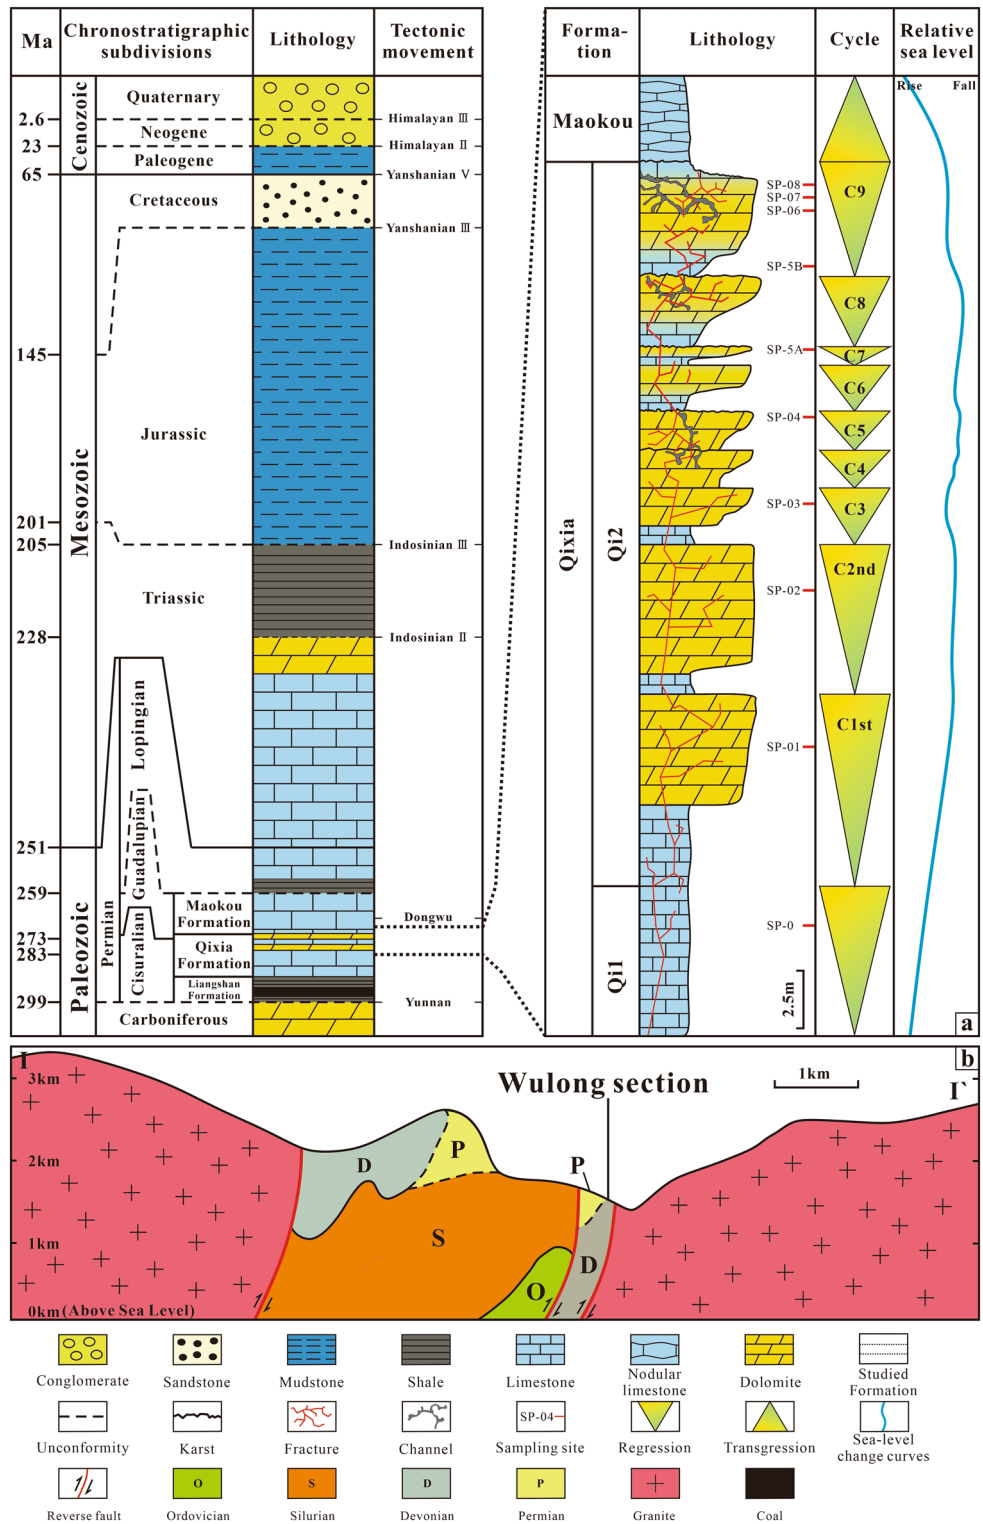 Ma
Chronostratigraphic
subdivisions
Lithology
Tectonic
movement
Cenozoic
Quaternary
2.6
Himalayan III
Neogene
23
Himalayan II
Paleogene
65
Yanshanian V
Mesozoic
Cretaceous
Yanshanian III
145
Jurassic
201
205
Indosinian III
Triassic
228
Indosinian II
Paleozoic
Permian
Lopingian
251
Guadalupian
259
Maokou
Formation
Dongwu
273
Cisuralian
Qixia
Formation
283
Liangshan
Formation
299
Yunnan
Carboniferous
Forma-
tion
Lithology
Cycle
Relative
sea level
Rise
Fall
Maokou
Qixia
Qi2
Qi1
SP-08
SP-07
SP-06
SP-5B
SP-5A
SP-04
SP-03
SP-02
SP-01
SP-0
C9
C8
C7
C6
C5
C4
C3
C2nd
C1st
2.5m
a
I
b
3km
Wulong section
1km
I`
2km
1km
0km (Above Sea Level)
D
P
S
P
O
D
Conglomerate
Sandstone
Mudstone
Shale
Limestone
Nodular
limestone
Dolomite
Studied
Formation
SP-04
Unconformity
Karst
Fracture
Channel
Sampling site
Regression
Transgression
Sea-level
change curves
O
S
D
P
Reverse fault
Ordovician
Silurian
Devonian
Permian
Granite
Coal